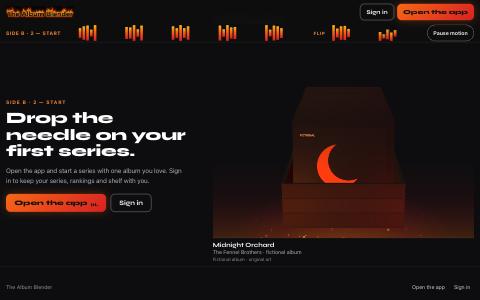 The Album Blender
Sign in
Open the app
SIDE B · 2 — START
FLIP
Pause motion
SIDE B · 2 — START
Drop the
needle on your
first series.
Open the app and start a series with one album you love. Sign
in to keep your series, rankings and shelf with you.
Open the app
Sign in
FICTIONAL
Midnight Orchard
The Fennel Brothers · fictional album
Fictional album · original art
The Album Blender
Open the app
Sign in